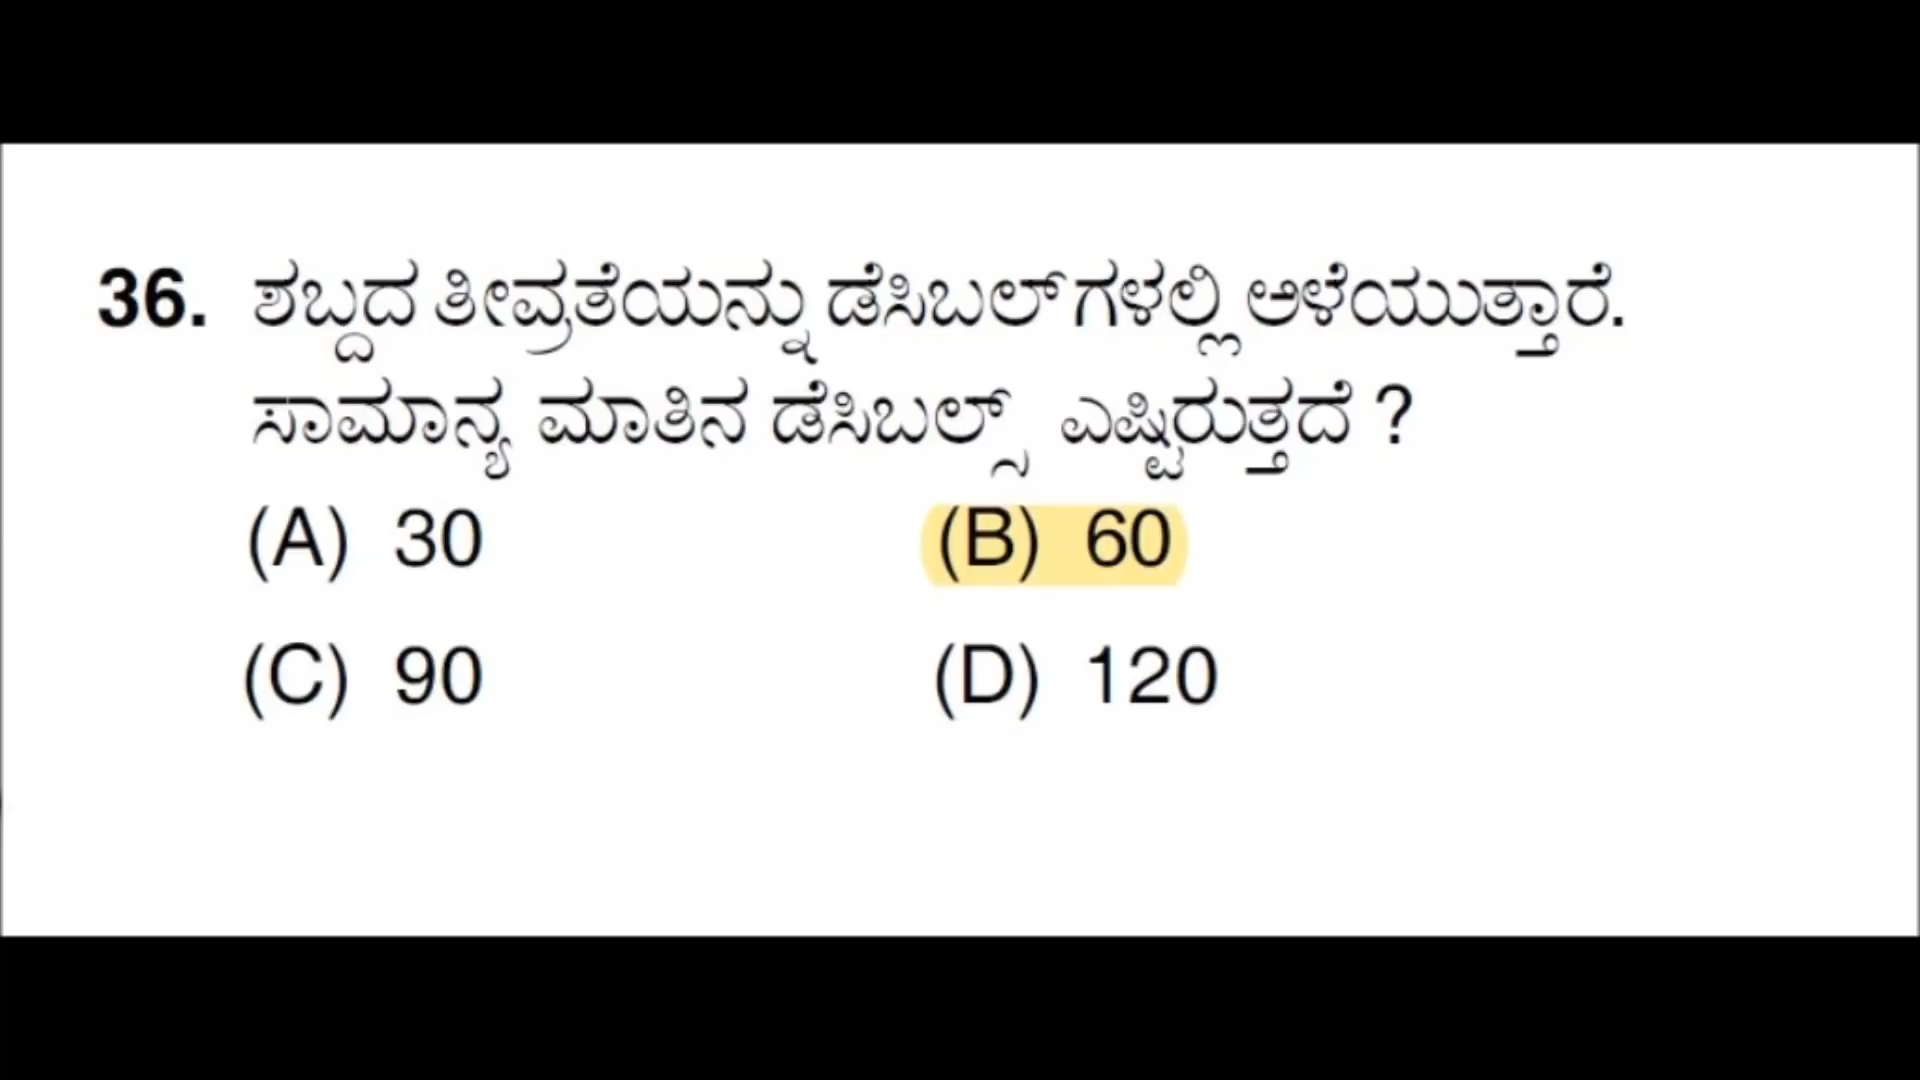 36. ಶಬ್ದದ ತೀವ್ರತೆಯನ್ನು ಡೆಸಿಬಲ್‌ಗಳಲ್ಲಿ ಅಳೆಯುತ್ತಾರೆ.
ಸಾಮಾನ್ಯ ಮಾತಿನ ಡೆಸಿಬಲ್ಸ್ ಎಷ್ಟಿರುತ್ತದೆ ?
(A) 30 (B) 60
(C) 90 (D) 120